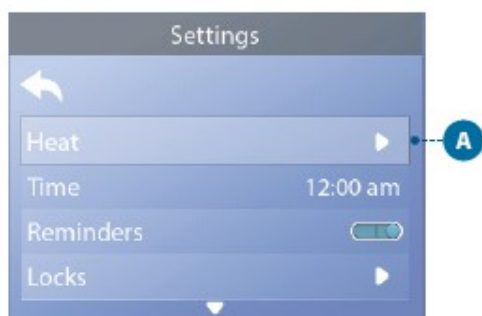 Settings
Heat
A
Time 12:00 am
Reminders
Locks